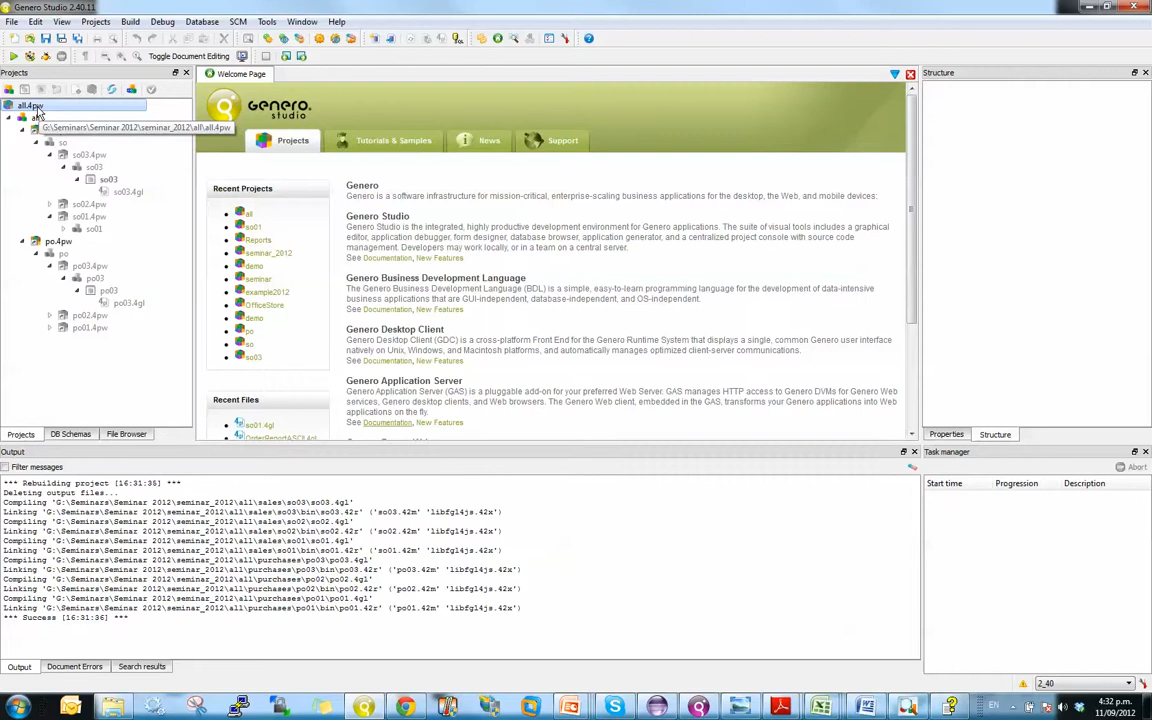 Genero Studio 2.40.11
File Edit View Projects Build Debug Database SCM Tools Window Help
Toggle Document Editing
Projects
Welcome Page
Structure
all.4pw
G:\Seminars\Seminar 2012\seminar_2012\all\all.4pw
so
so03.4pw
so03
so03
so03.4gl
so02.4pw
so01.4pw
so01
po.4pw
po
po03.4pw
po03
po03
po03.4gl
po02.4pw
po01.4pw
Projects DB Schemas File Browser
GENERO.
studio
Projects Tutorials & Samples News Support
Recent Projects
all
so01
Reports
seminar_2012
demo
seminar
example2012
OfficeStore
demo
po
so
so03
Recent Files
so01.4gl
OrderReportASCII.4gl
Genero
Genero is a software infrastructure for mission-critical, enterprise-scaling business applications for the desktop, the Web, and mobile devices:
Genero Studio
Genero Studio is the integrated, highly productive development environment for Genero applications. The suite of visual tools includes a graphical
editor, application debugger, form designer, database browser, application generator, and a centralized project console with source code
management. Developers may work locally, or on a central server.
See Documentation, New Features
Genero Business Development Language
The Genero Business Development Language (BDL) is a simple, easy-to-learn programming language for the development of data-intensive
business applications that are GUI-independent, database-independent, and OS-independent.
See Documentation, New Features
Genero Desktop Client
Genero Desktop Client (GDC) is a cross-platform Front End for the Genero Runtime System that displays a single, common Genero user interface
natively on Unix, Windows, and Macintosh platforms, and automatically manages optimized client-server communications.
See Documentation, New Features
Genero Application Server
Genero Application Server (GAS) is a pluggable add-on for your preferred Web Server. GAS manages HTTP access to Genero DVMs for Genero Web
services, Genero desktop clients, and Web browsers. The Genero Web client, embedded in the GAS, transforms your Genero applications into Web
applications on the fly.
See Documentation, New Features
Properties Structure
Output
Filter messages
*** Rebuilding project [16:31:35] ***
Deleting output files...
Compiling 'G:\Seminars\Seminar 2012\seminar_2012\all\sales\so03\so03.4gl'
Linking 'G:\Seminars\Seminar 2012\seminar_2012\all\sales\so03\bin\so03.42r' ('so03.42m' 'libfgl4js.42x')
Compiling 'G:\Seminars\Seminar 2012\seminar_2012\all\sales\so02\so02.4gl'
Linking 'G:\Seminars\Seminar 2012\seminar_2012\all\sales\so02\bin\so02.42r' ('so02.42m' 'libfgl4js.42x')
Compiling 'G:\Seminars\Seminar 2012\seminar_2012\all\sales\so01\so01.4gl'
Linking 'G:\Seminars\Seminar 2012\seminar_2012\all\sales\so01\bin\so01.42r' ('so01.42m' 'libfgl4js.42x')
Compiling 'G:\Seminars\Seminar 2012\seminar_2012\all\purchases\po03\po03.4gl'
Linking 'G:\Seminars\Seminar 2012\seminar_2012\all\purchases\po03\bin\po03.42r' ('po03.42m' 'libfgl4js.42x')
Compiling 'G:\Seminars\Seminar 2012\seminar_2012\all\purchases\po02\po02.4gl'
Linking 'G:\Seminars\Seminar 2012\seminar_2012\all\purchases\po02\bin\po02.42r' ('po02.42m' 'libfgl4js.42x')
Compiling 'G:\Seminars\Seminar 2012\seminar_2012\all\purchases\po01\po01.4gl'
Linking 'G:\Seminars\Seminar 2012\seminar_2012\all\purchases\po01\bin\po01.42r' ('po01.42m' 'libfgl4js.42x')
*** Success [16:31:36] ***
Task manager
Abort
Start time Progression Description
Output Document Errors Search results
2_40
EN
4:32 p.m.
11/09/2012